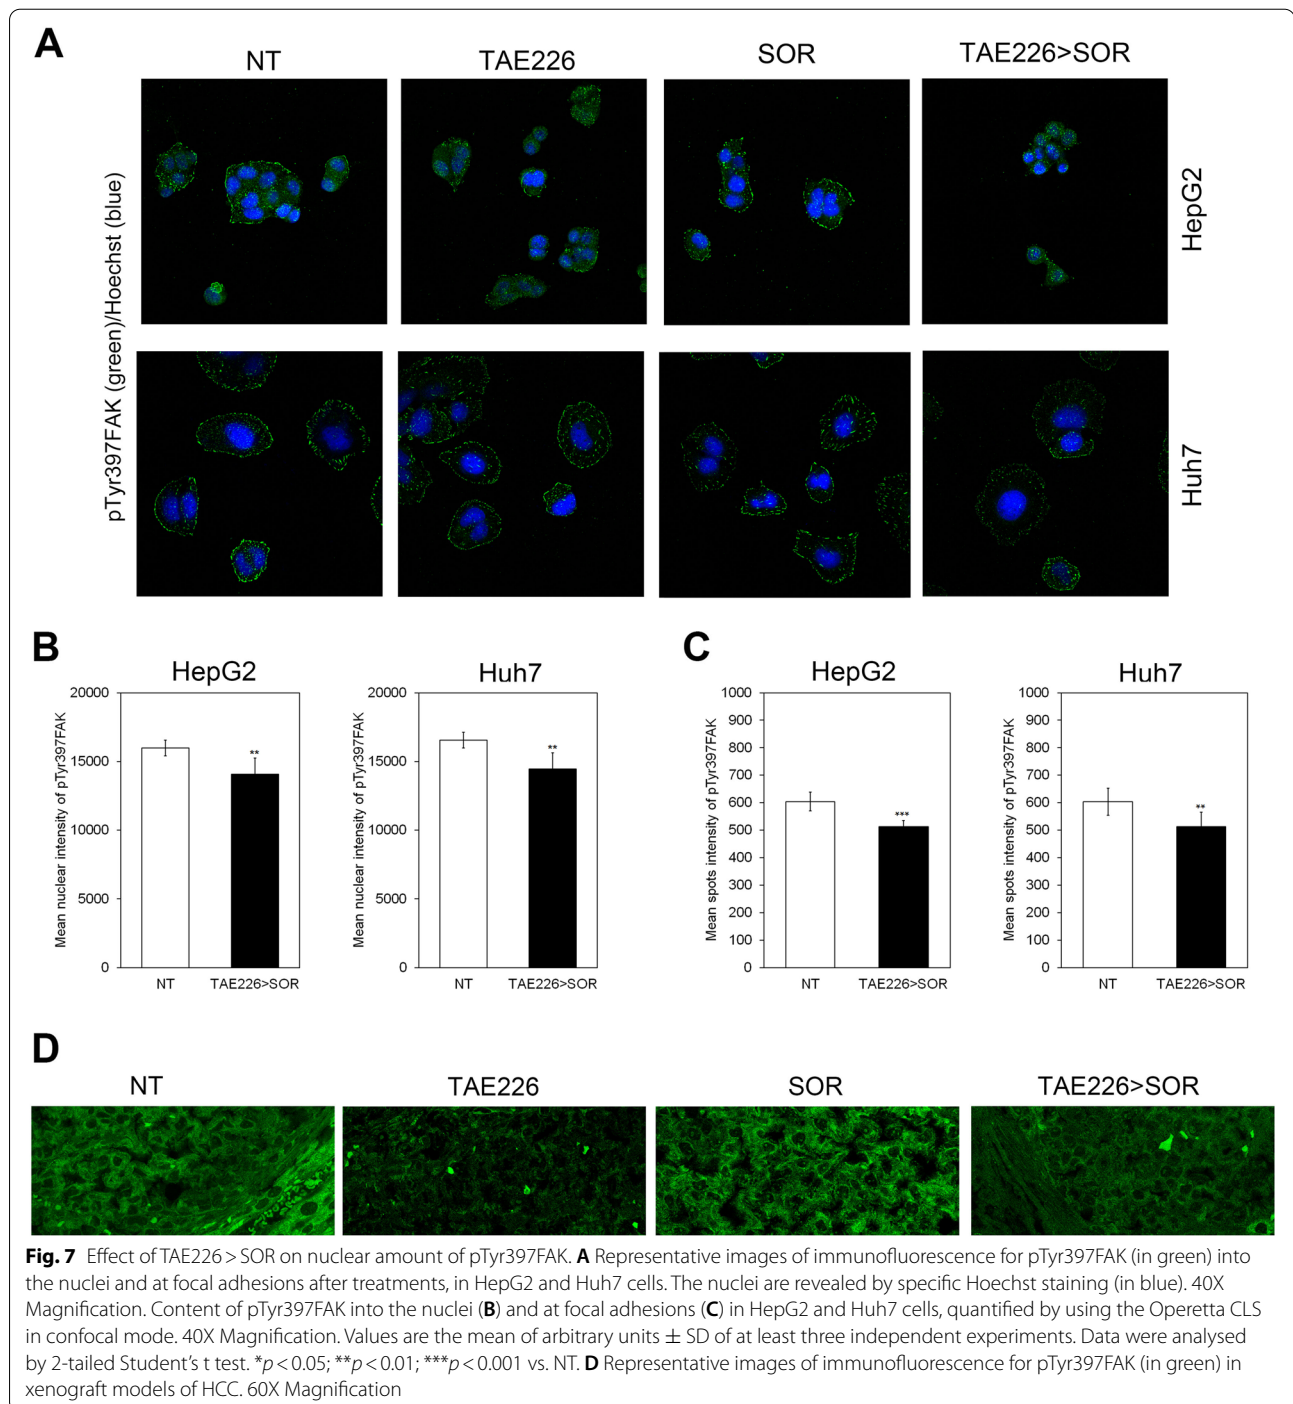 A
NT
TAE226
SOR
TAE226>SOR
pTyr397FAK (green)/Hoechst (blue)
HepG2
Huh7
B
HepG2
Mean nuclear intensity of pTyr397FAK
20000
15000
10000
5000
0
**
NT
TAE226>SOR
Huh7
Mean nuclear intensity of pTyr397FAK
20000
15000
10000
5000
0
**
NT
TAE226>SOR
C
HepG2
Mean spots intensity of pTyr397FAK
1000
900
800
700
600
500
400
300
200
100
0
***
NT
TAE226>SOR
Huh7
Mean spots intensity of pTyr397FAK
1000
900
800
700
600
500
400
300
200
100
0
**
NT
TAE226>SOR
D
NT
TAE226
SOR
TAE226>SOR
Fig. 7 Effect of TAE226 > SOR on nuclear amount of pTyr397FAK. A Representative images of immunofluorescence for pTyr397FAK (in green) into
the nuclei and at focal adhesions after treatments, in HepG2 and Huh7 cells. The nuclei are revealed by specific Hoechst staining (in blue). 40X
Magnification. Content of pTyr397FAK into the nuclei (B) and at focal adhesions (C) in HepG2 and Huh7 cells, quantified by using the Operetta CLS
in confocal mode. 40X Magnification. Values are the mean of arbitrary units ± SD of at least three independent experiments. Data were analysed
by 2-tailed Student's t test. *p < 0.05; **p < 0.01; ***p < 0.001 vs. NT. D Representative images of immunofluorescence for pTyr397FAK (in green) in
xenograft models of HCC. 60X Magnification